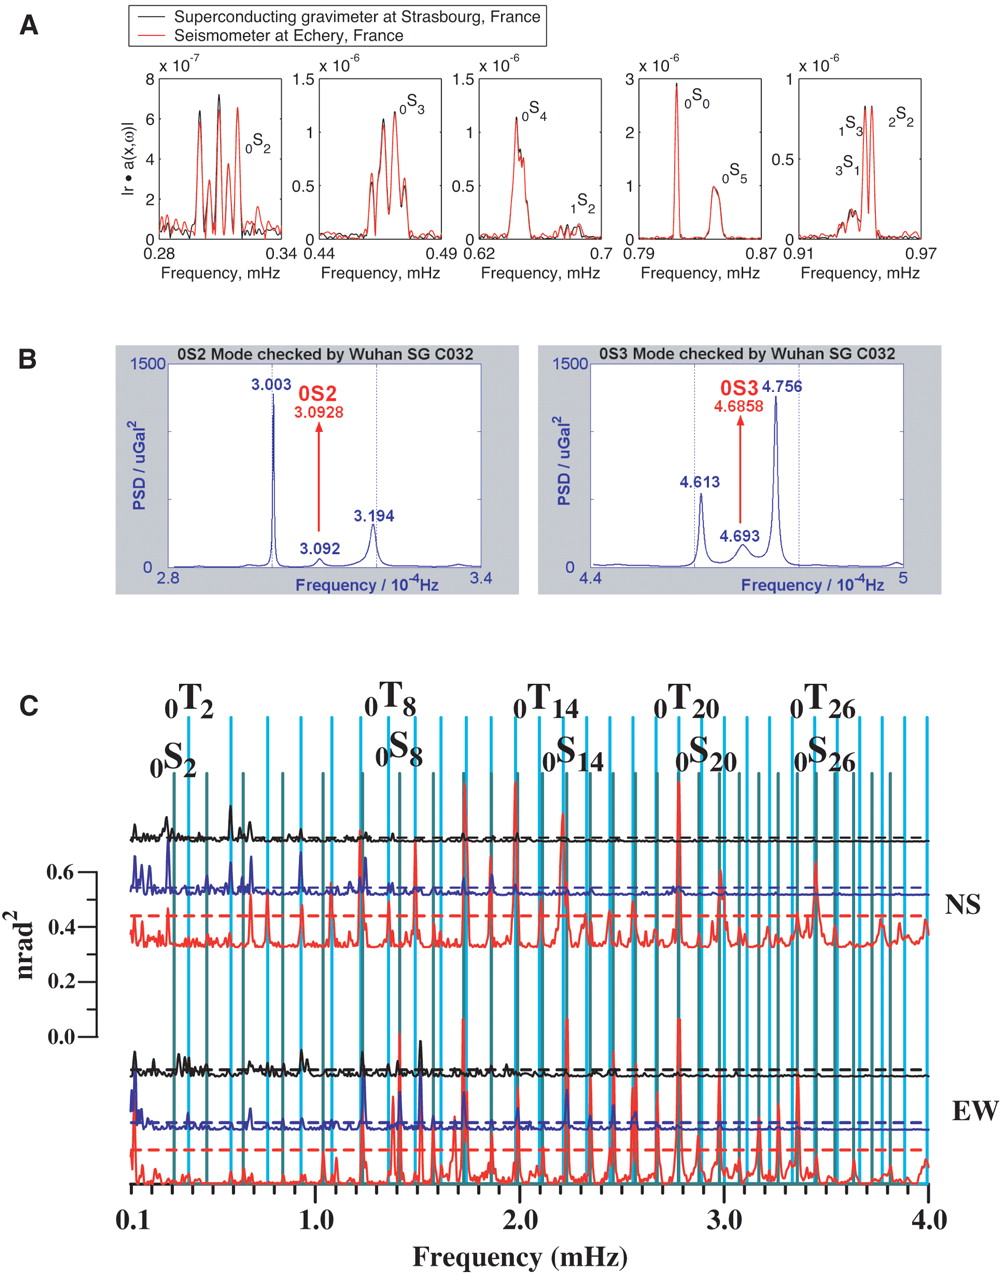 A
Superconducting gravimeter at Strasbourg, France
Seismometer at Echery, France
x 10⁻⁷
x 10⁻⁶
x 10⁻⁶
x 10⁻⁶
x 10⁻⁶
|r • a(x,ω)|
8
6
4
2
0
₀S₂
0.28
0.34
Frequency, mHz
1.5
1
0.5
0
₀S₃
0.44
0.49
Frequency, mHz
1.5
1
0.5
0
₀S₄
₁S₂
0.62
0.7
Frequency, mHz
3
2
1
0
₀S₀
₀S₅
0.79
0.87
Frequency, mHz
1
0.5
0
₁S₃
₂S₂
₃S₁
0.91
0.97
Frequency, mHz
B
0S2 Mode checked by Wuhan SG C032
1500
PSD / uGal²
0
3.003
0S2
3.0928
3.092
3.194
2.8
3.4
Frequency / 10⁻⁴Hz
0S3 Mode checked by Wuhan SG C032
1500
PSD / uGal²
0
4.613
0S3
4.6858
4.693
4.756
4.4
5
Frequency / 10⁻⁴Hz
C
₀T₂ ₀T₈ ₀T₁₄ ₀T₂₀ ₀T₂₆
₀S₂ ₀S₈ ₀S₁₄ ₀S₂₀ ₀S₂₆
nrad²
0.6
0.4
0.2
0.0
NS
EW
0.1 1.0 2.0 3.0 4.0
Frequency (mHz)